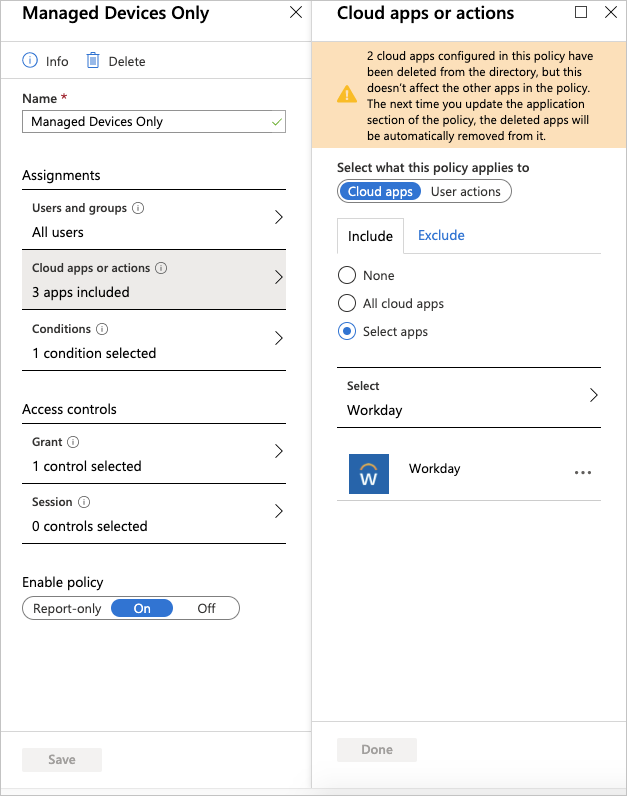 Managed Devices Only
Info
Delete
Name *
Managed Devices Only
Assignments
Users and groups
All users
Cloud apps or actions
3 apps included
Conditions
1 condition selected
Access controls
Grant
1 control selected
Session
0 controls selected
Enable policy
Report-only On Off
Save
Cloud apps or actions
2 cloud apps configured in this policy have
been deleted from the directory, but this
doesn't affect the other apps in the policy.
The next time you update the application
section of the policy, the deleted apps will
be automatically removed from it.
Select what this policy applies to
Cloud apps User actions
Include Exclude
None
All cloud apps
Select apps
Select
Workday
W
Workday
Done